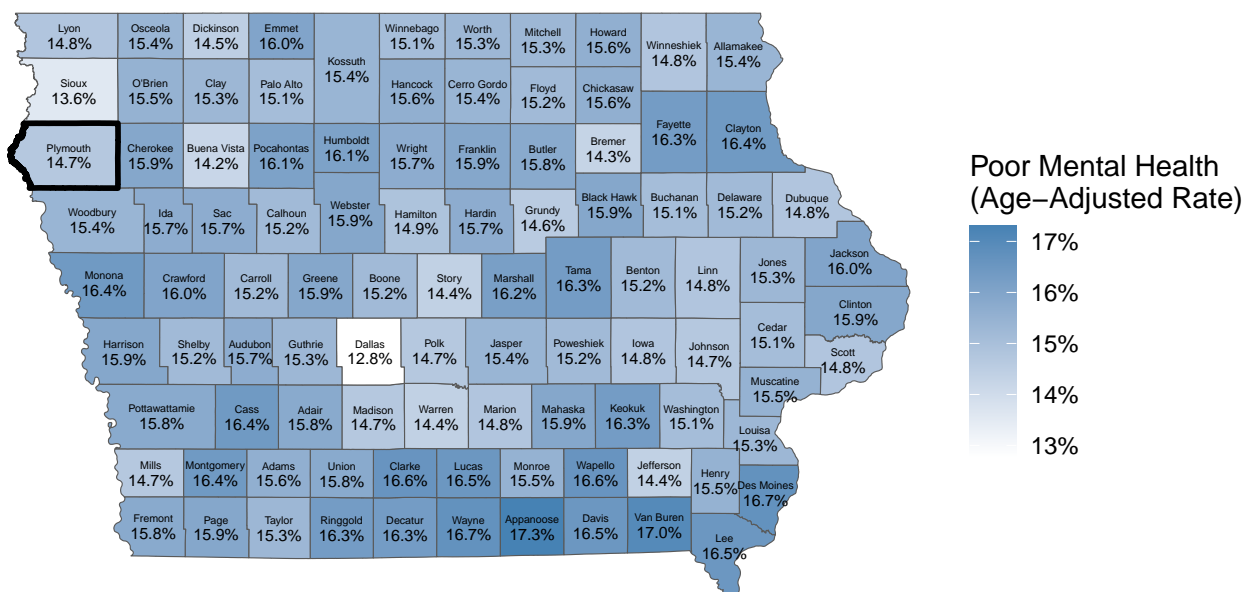 Lyon
14.8%
Osceola
15.4%
Dickinson
14.5%
Emmet
16.0%
Kossuth
15.4%
Winnebago
15.1%
Worth
15.3%
Mitchell
15.3%
Howard
15.6%
Winneshiek
14.8%
Allamakee
15.4%
Sioux
13.6%
O'Brien
15.5%
Clay
15.3%
Palo Alto
15.1%
Hancock
15.6%
Cerro Gordo
15.4%
Floyd
15.2%
Chickasaw
15.6%
Fayette
16.3%
Clayton
16.4%
Plymouth
14.7%
Cherokee
15.9%
Buena Vista
14.2%
Pocahontas
16.1%
Humboldt
16.1%
Wright
15.7%
Franklin
15.9%
Butler
15.8%
Bremer
14.3%
Woodbury
15.4%
Ida
15.7%
Sac
15.7%
Calhoun
15.2%
Webster
15.9%
Hamilton
14.9%
Hardin
15.7%
Grundy
14.6%
Black Hawk
15.9%
Buchanan
15.1%
Delaware
15.2%
Dubuque
14.8%
Monona
16.4%
Crawford
16.0%
Carroll
15.2%
Greene
15.9%
Boone
15.2%
Story
14.4%
Marshall
16.2%
Tama
16.3%
Benton
15.2%
Linn
14.8%
Jones
15.3%
Jackson
16.0%
Clinton
15.9%
Harrison
15.9%
Shelby
15.2%
Audubon
15.7%
Guthrie
15.3%
Dallas
12.8%
Polk
14.7%
Jasper
15.4%
Poweshiek
15.2%
Iowa
14.8%
Johnson
14.7%
Cedar
15.1%
Scott
14.8%
Muscatine
15.5%
Pottawattamie
15.8%
Cass
16.4%
Adair
15.8%
Madison
14.7%
Warren
14.4%
Marion
14.8%
Mahaska
15.9%
Keokuk
16.3%
Washington
15.1%
Louisa
15.3%
Mills
14.7%
Montgomery
16.4%
Adams
15.6%
Union
15.8%
Clarke
16.6%
Lucas
16.5%
Monroe
15.5%
Wapello
16.6%
Jefferson
14.4%
Henry
15.5%
Des Moines
16.7%
Fremont
15.8%
Page
15.9%
Taylor
15.3%
Ringgold
16.3%
Decatur
16.3%
Wayne
16.7%
Appanoose
17.3%
Davis
16.5%
Van Buren
17.0%
Lee
16.5%
Poor Mental Health
(Age−Adjusted Rate)
17%
16%
15%
14%
13%